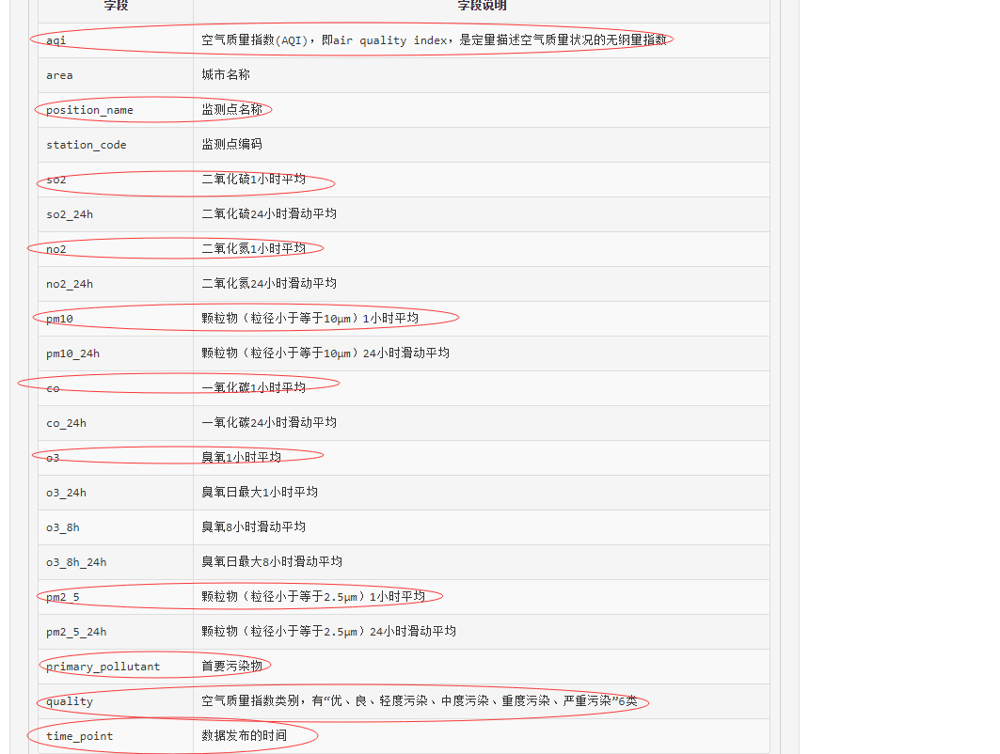 字段 字段说明
aqi 空气质量指数(AQI)，即air quality index，是定量描述空气质量状况的无纲量指数
area 城市名称
position_name 监测点名称
station_code 监测点编码
so2 二氧化硫1小时平均
so2_24h 二氧化硫24小时滑动平均
no2 二氧化氮1小时平均
no2_24h 二氧化氮24小时滑动平均
pm10 颗粒物（粒径小于等于10μm）1小时平均
pm10_24h 颗粒物（粒径小于等于10μm）24小时滑动平均
co 一氧化碳1小时平均
co_24h 一氧化碳24小时滑动平均
o3 臭氧1小时平均
o3_24h 臭氧日最大1小时平均
o3_8h 臭氧8小时滑动平均
o3_8h_24h 臭氧日最大8小时滑动平均
pm2_5 颗粒物（粒径小于等于2.5μm）1小时平均
pm2_5_24h 颗粒物（粒径小于等于2.5μm）24小时滑动平均
primary_pollutant 首要污染物
quality 空气质量指数类别，有“优、良、轻度污染、中度污染、重度污染、严重污染”6类
time_point 数据发布的时间